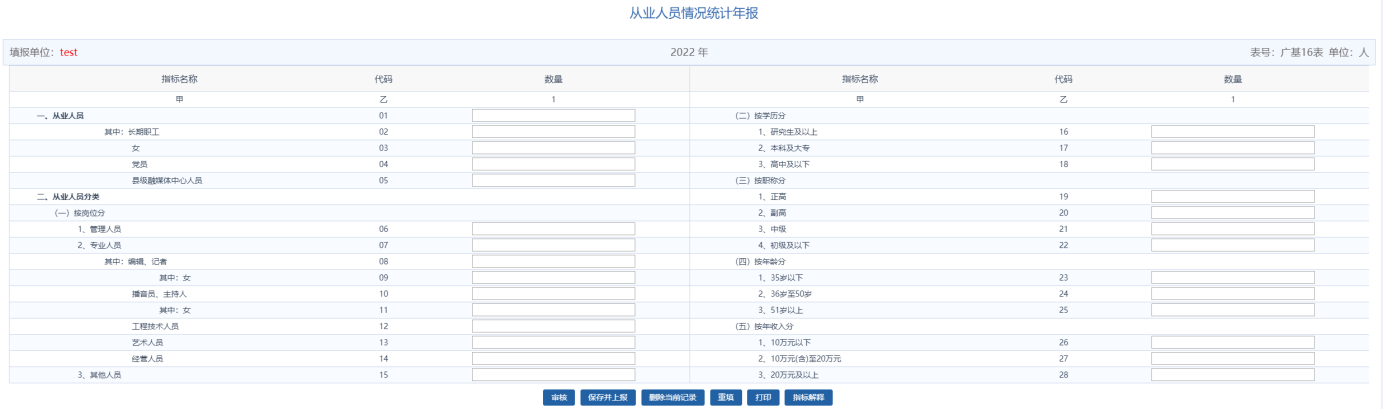 从业人员情况统计年报
填报单位：test 2022 年 表号：广基16表 单位：人
指标名称 代码 数量 指标名称 代码 数量
甲 乙 1 甲 乙 1
一、从业人员 01 （二）按学历分
其中：长期职工 02 1、研究生及以上 16
女 03 2、本科及大专 17
党员 04 3、高中及以下 18
县级融媒体中心人员 05 （三）按职称分
二、从业人员分类 1、正高 19
（一）按岗位分 2、副高 20
1、管理人员 06 3、中级 21
2、专业人员 07 4、初级及以下 22
其中：编辑、记者 08 （四）按年龄分
其中：女 09 1、35岁以下 23
播音员、主持人 10 2、36岁至50岁 24
其中：女 11 3、51岁以上 25
工程技术人员 12 （五）按年收入分
艺术人员 13 1、10万元以下 26
经营人员 14 2、10万元(含)至20万元 27
3、其他人员 15 3、20万元及以上 28
审核 保存并上报 删除当前记录 重填 打印 指标解释